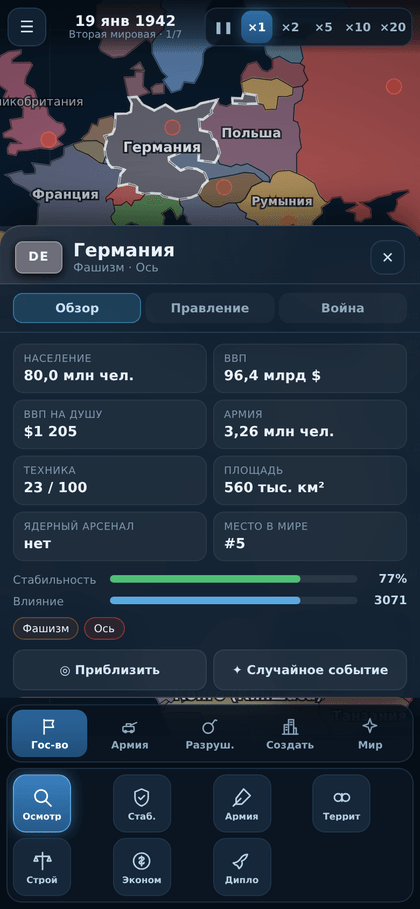 19 янв 1942
Вторая мировая · 1/7
×1
×2
×5
×10
×20
икобритания
Польша
Германия
Франция
Румыния
DE
Германия
Фашизм · Ось
Обзор
Правление
Война
НАСЕЛЕНИЕ
80,0 млн чел.
ВВП
96,4 млрд $
ВВП НА ДУШУ
$1 205
АРМИЯ
3,26 млн чел.
ТЕХНИКА
23 / 100
ПЛОЩАДЬ
560 тыс. км²
ЯДЕРНЫЙ АРСЕНАЛ
нет
МЕСТО В МИРЕ
#5
Стабильность
77%
Влияние
3071
Фашизм
Ось
◎ Приблизить
✦ Случайное событие
Гос-во
Армия
Разруш.
Создать
Мир
Осмотр
Стаб.
Армия
Террит
Строй
Эконом
Дипло